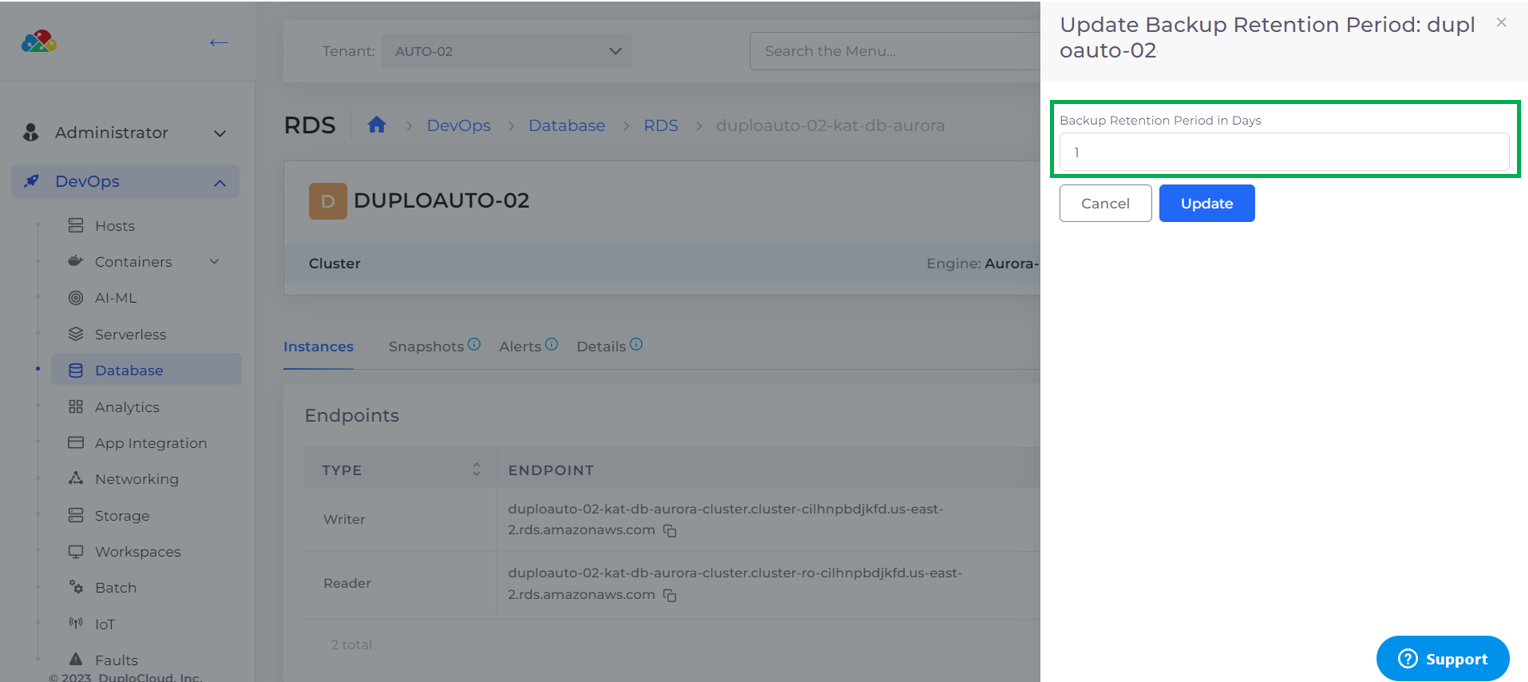 Tenant:
AUTO-02
Search the Menu...
Administrator
DevOps
Hosts
Containers
AI-ML
Serverless
Database
Analytics
App Integration
Networking
Storage
Workspaces
Batch
IoT
Faults
© 2023 DuploCloud, Inc.
RDS
DevOps > Database > RDS > duploauto-02-kat-db-aurora
D
DUPLOAUTO-02
Cluster
Engine: Aurora-
Instances
Snapshots
Alerts
Details
Endpoints
TYPE
ENDPOINT
Writer
duploauto-02-kat-db-aurora-cluster.cluster-cilhnpbdjkfd.us-east-
2.rds.amazonaws.com
Reader
duploauto-02-kat-db-aurora-cluster.cluster-ro-cilhnpbdjkfd.us-east-
2.rds.amazonaws.com
2 total
Update Backup Retention Period: dupl
oauto-02
×
Backup Retention Period in Days
1
Cancel
Update
Support